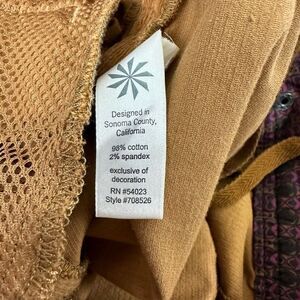 Designed in
Sonoma County,
California
98% cotton
2% spandex
exclusive of
decoration
RN #54023
Style #708526